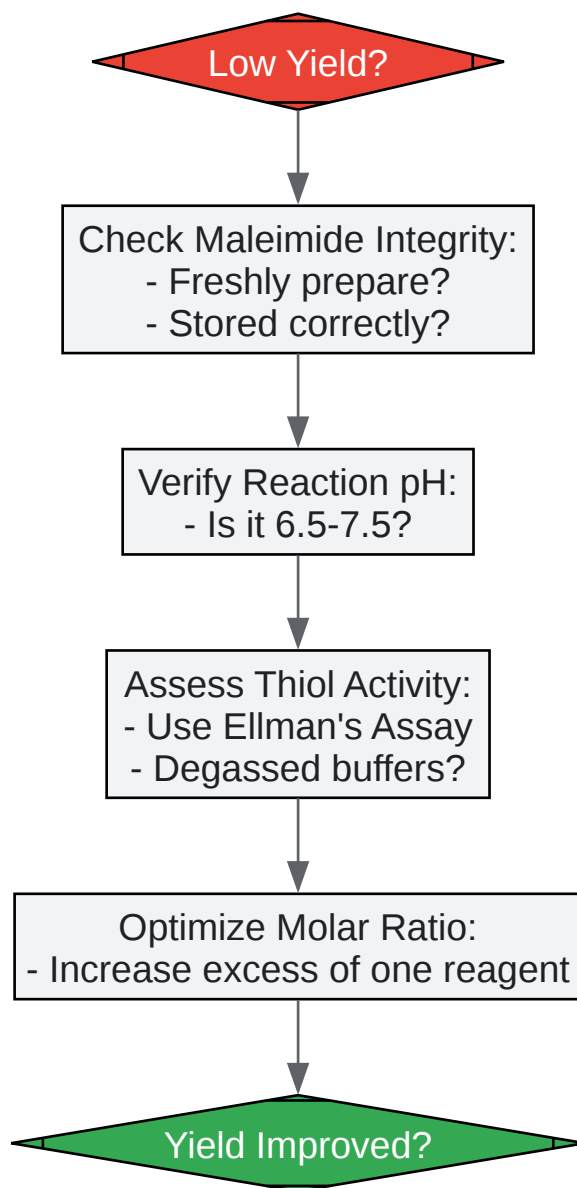 Low Yield?
Check Maleimide Integrity:
- Freshly prepare?
- Stored correctly?
Verify Reaction pH:
- Is it 6.5-7.5?
Assess Thiol Activity:
- Use Ellman's Assay
- Degassed buffers?
Optimize Molar Ratio:
- Increase excess of one reagent
Yield Improved?